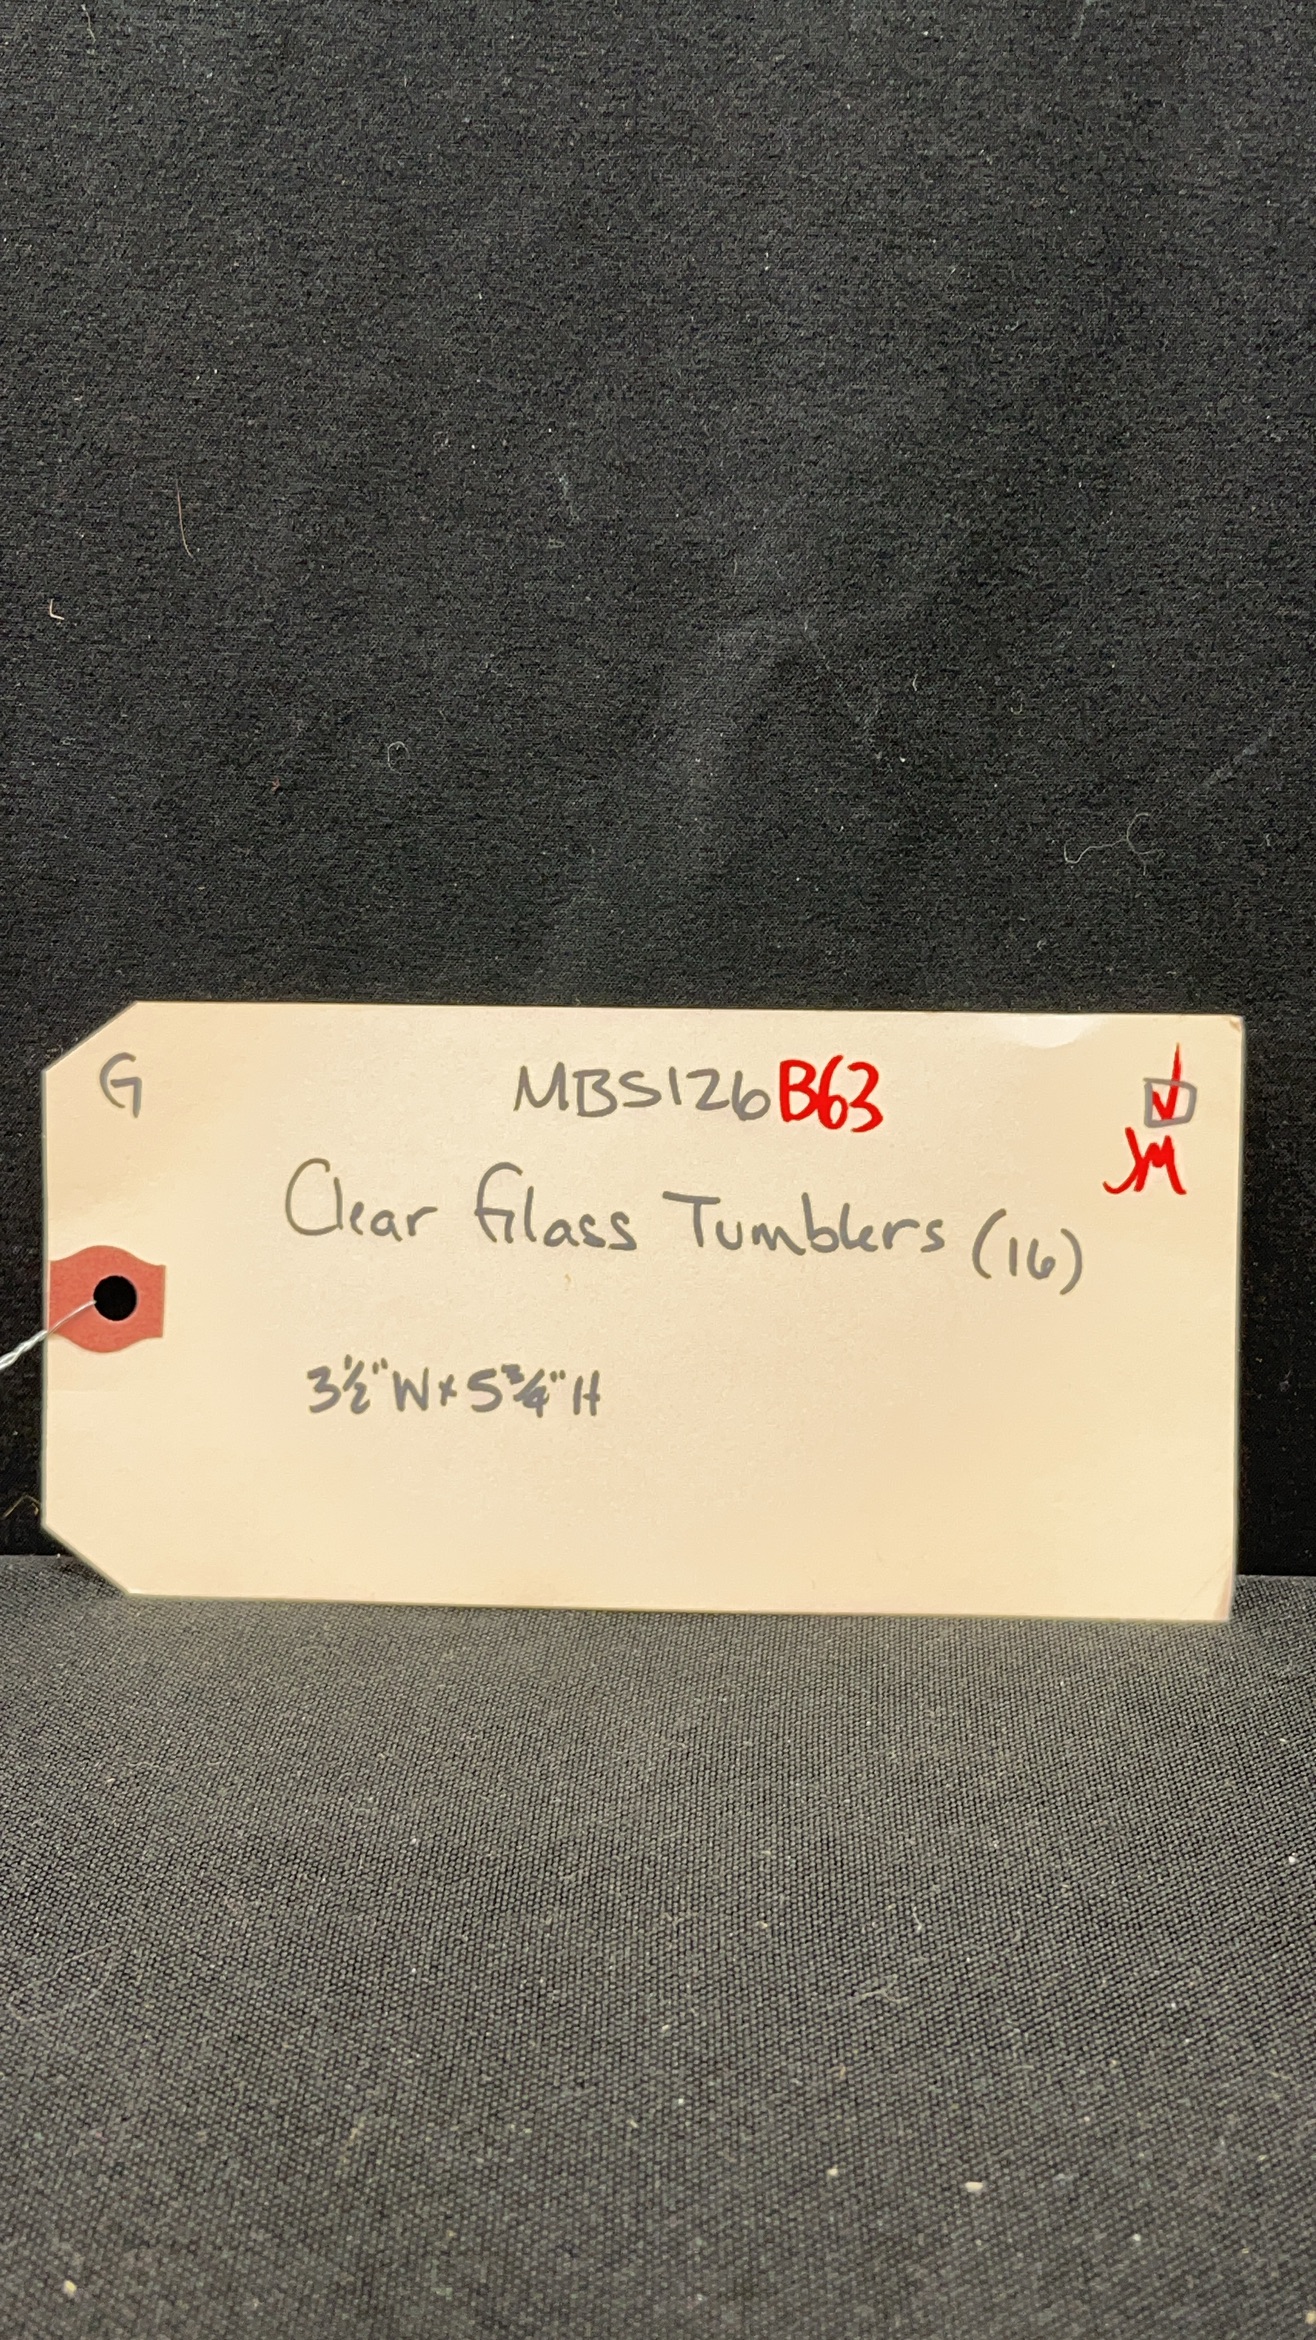 G MBS126B63 ✓
JM
Clear Glass Tumblers (16)
3½"W x 5¾"H